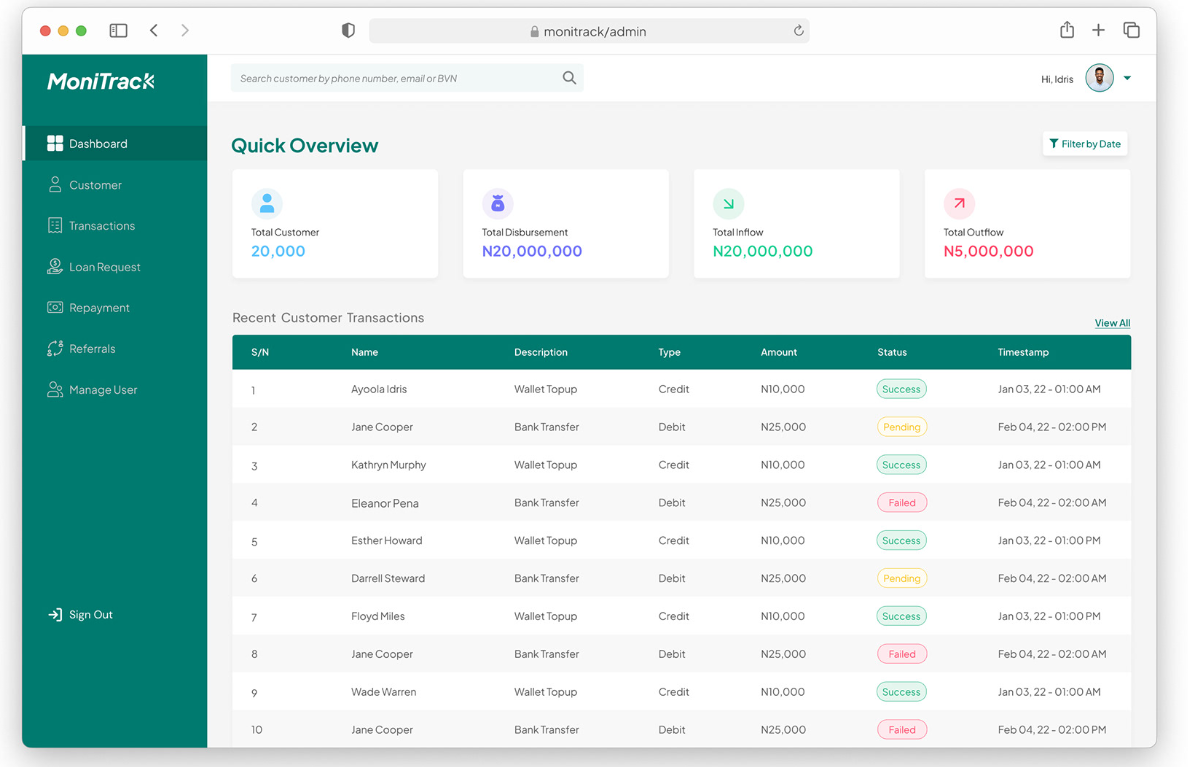 monitrack/admin
MoniTrack
Search customer by phone number, email or BVN
Hi, Idris
Dashboard
Customer
Transactions
Loan Request
Repayment
Referrals
Manage User
Sign Out
Quick Overview
Filter by Date
Total Customer
20,000
Total Disbursement
N20,000,000
Total Inflow
N20,000,000
Total Outflow
N5,000,000
Recent Customer Transactions
View All
S/N Name Description Type Amount Status Timestamp
1 Ayoola Idris Wallet Topup Credit N10,000 Success Jan 03, 22 - 01:00 AM
2 Jane Cooper Bank Transfer Debit N25,000 Pending Feb 04, 22 - 02:00 PM
3 Kathryn Murphy Wallet Topup Credit N10,000 Success Jan 03, 22 - 01:00 AM
4 Eleanor Pena Bank Transfer Debit N25,000 Failed Feb 04, 22 - 02:00 AM
5 Esther Howard Wallet Topup Credit N10,000 Success Jan 03, 22 - 01:00 PM
6 Darrell Steward Bank Transfer Debit N25,000 Pending Feb 04, 22 - 02:00 AM
7 Floyd Miles Wallet Topup Credit N10,000 Success Jan 03, 22 - 01:00 PM
8 Jane Cooper Bank Transfer Debit N25,000 Failed Feb 04, 22 - 02:00 AM
9 Wade Warren Wallet Topup Credit N10,000 Success Jan 03, 22 - 01:00 AM
10 Jane Cooper Bank Transfer Debit N25,000 Failed Feb 04, 22 - 02:00 PM